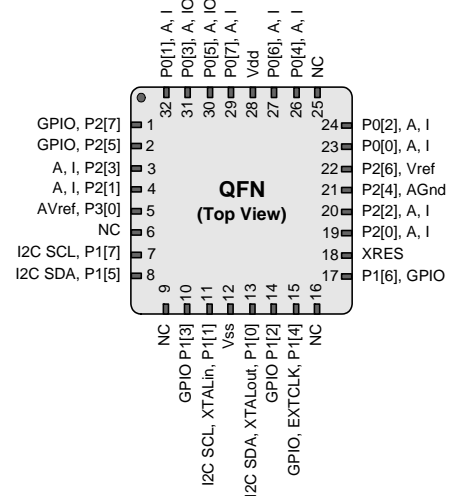 P0[1], A, I
P0[3], A, IO
P0[5], A, IO
P0[7], A, I
Vdd
P0[6], A, I
P0[4], A, I
NC
32
31
30
29
28
27
26
25
GPIO, P2[7] 1
GPIO, P2[5] 2
A, I, P2[3] 3
A, I, P2[1] 4
AVref, P3[0] 5
NC 6
I2C SCL, P1[7] 7
I2C SDA, P1[5] 8
QFN
(Top View)
24 P0[2], A, I
23 P0[0], A, I
22 P2[6], Vref
21 P2[4], AGnd
20 P2[2], A, I
19 P2[0], A, I
18 XRES
17 P1[6], GPIO
9
10
11
12
13
14
15
16
NC
GPIO P1[3]
I2C SCL, XTALin, P1[1]
Vss
I2C SDA, XTALout, P1[0]
GPIO P1[2]
GPIO, EXTCLK, P1[4]
NC